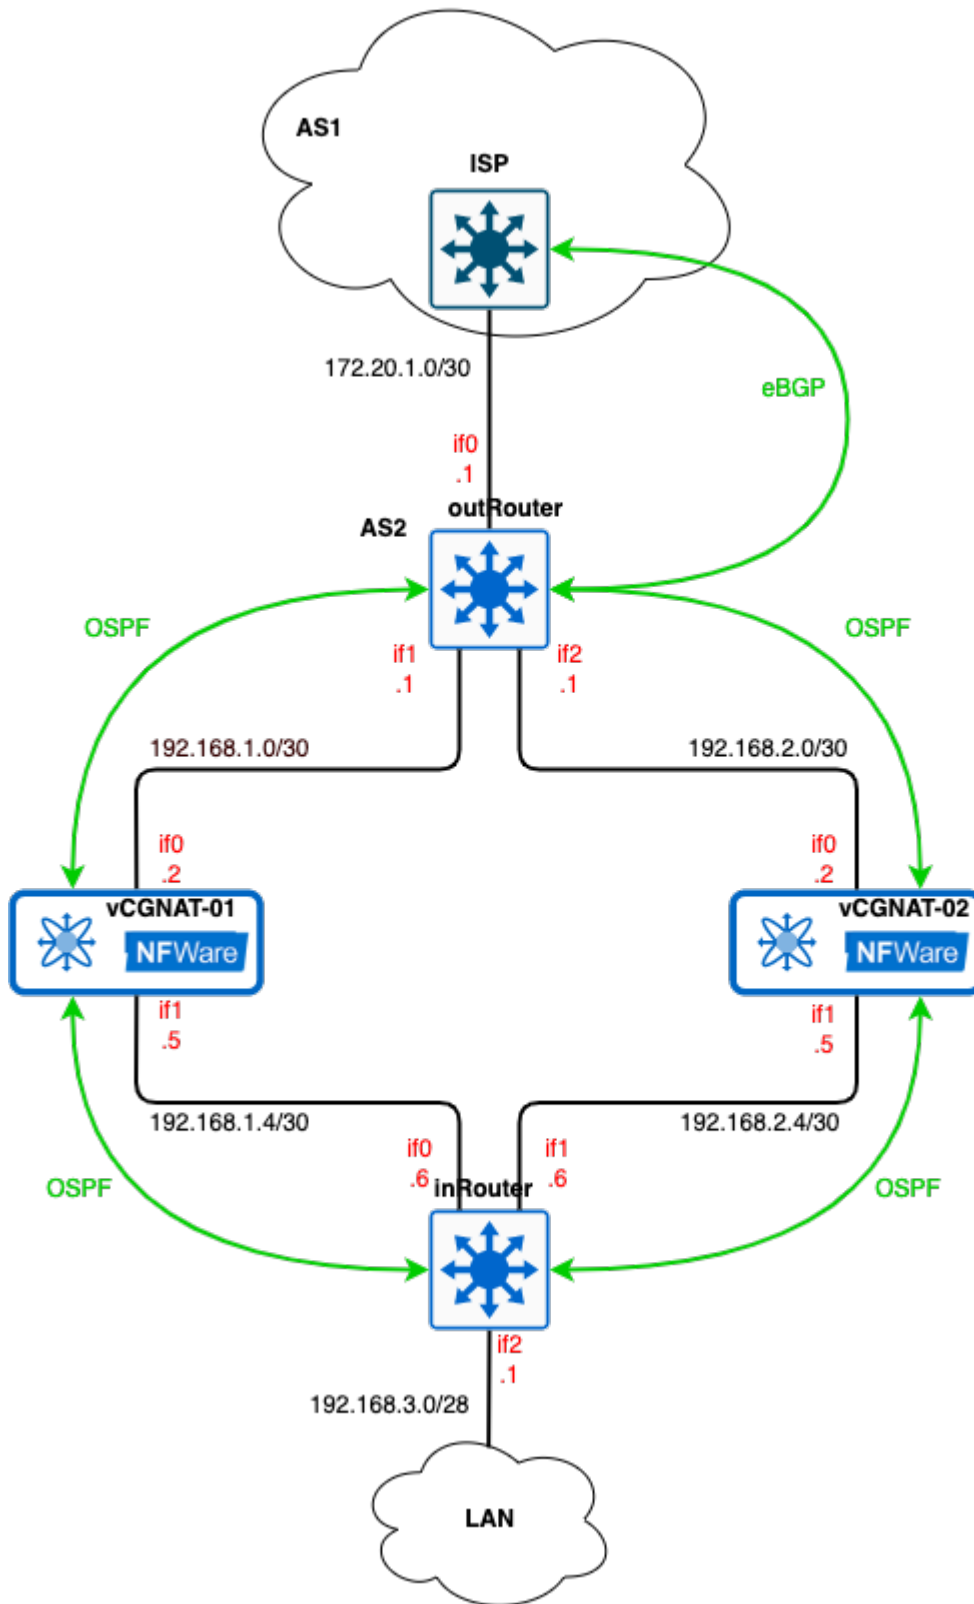 AS1
ISP
172.20.1.0/30
eBGP
if0
.1
outRouter
AS2
OSPF
OSPF
if1
.1
if2
.1
192.168.1.0/30
192.168.2.0/30
if0
.2
if0
.2
vCGNAT-01
NFWare
vCGNAT-02
NFWare
if1
.5
if1
.5
192.168.1.4/30
192.168.2.4/30
if0
.6
if1
.6
inRouter
OSPF
OSPF
if2
.1
192.168.3.0/28
LAN